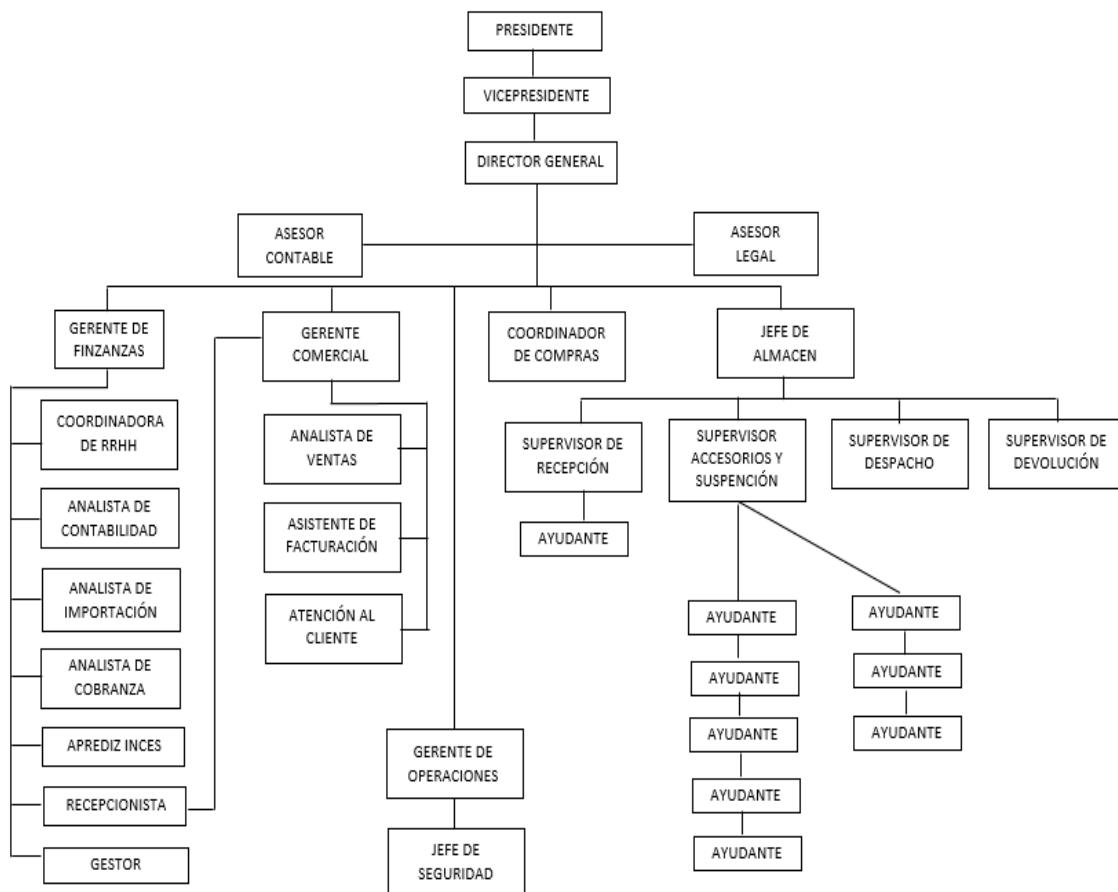 PRESIDENTE
VICEPRESIDENTE
DIRECTOR GENERAL
ASESOR
CONTABLE
ASESOR
LEGAL
GERENTE DE
FINZANZAS
GERENTE
COMERCIAL
COORDINADOR
DE COMPRAS
JEFE DE
ALMACEN
COORDINADORA
DE RRHH
ANALISTA DE
CONTABILIDAD
ANALISTA DE
IMPORTACIÓN
ANALISTA DE
COBRANZA
APREDIZ INCES
RECEPCIONISTA
GESTOR
ANALISTA DE
VENTAS
ASISTENTE DE
FACTURACIÓN
ATENCIÓN AL
CLIENTE
GERENTE DE
OPERACIONES
JEFE DE
SEGURIDAD
SUPERVISOR DE
RECEPCIÓN
AYUDANTE
SUPERVISOR
ACCESORIOS Y
SUSPENCIÓN
AYUDANTE
AYUDANTE
AYUDANTE
AYUDANTE
AYUDANTE
AYUDANTE
AYUDANTE
AYUDANTE
SUPERVISOR DE
DESPACHO
SUPERVISOR DE
DEVOLUCIÓN